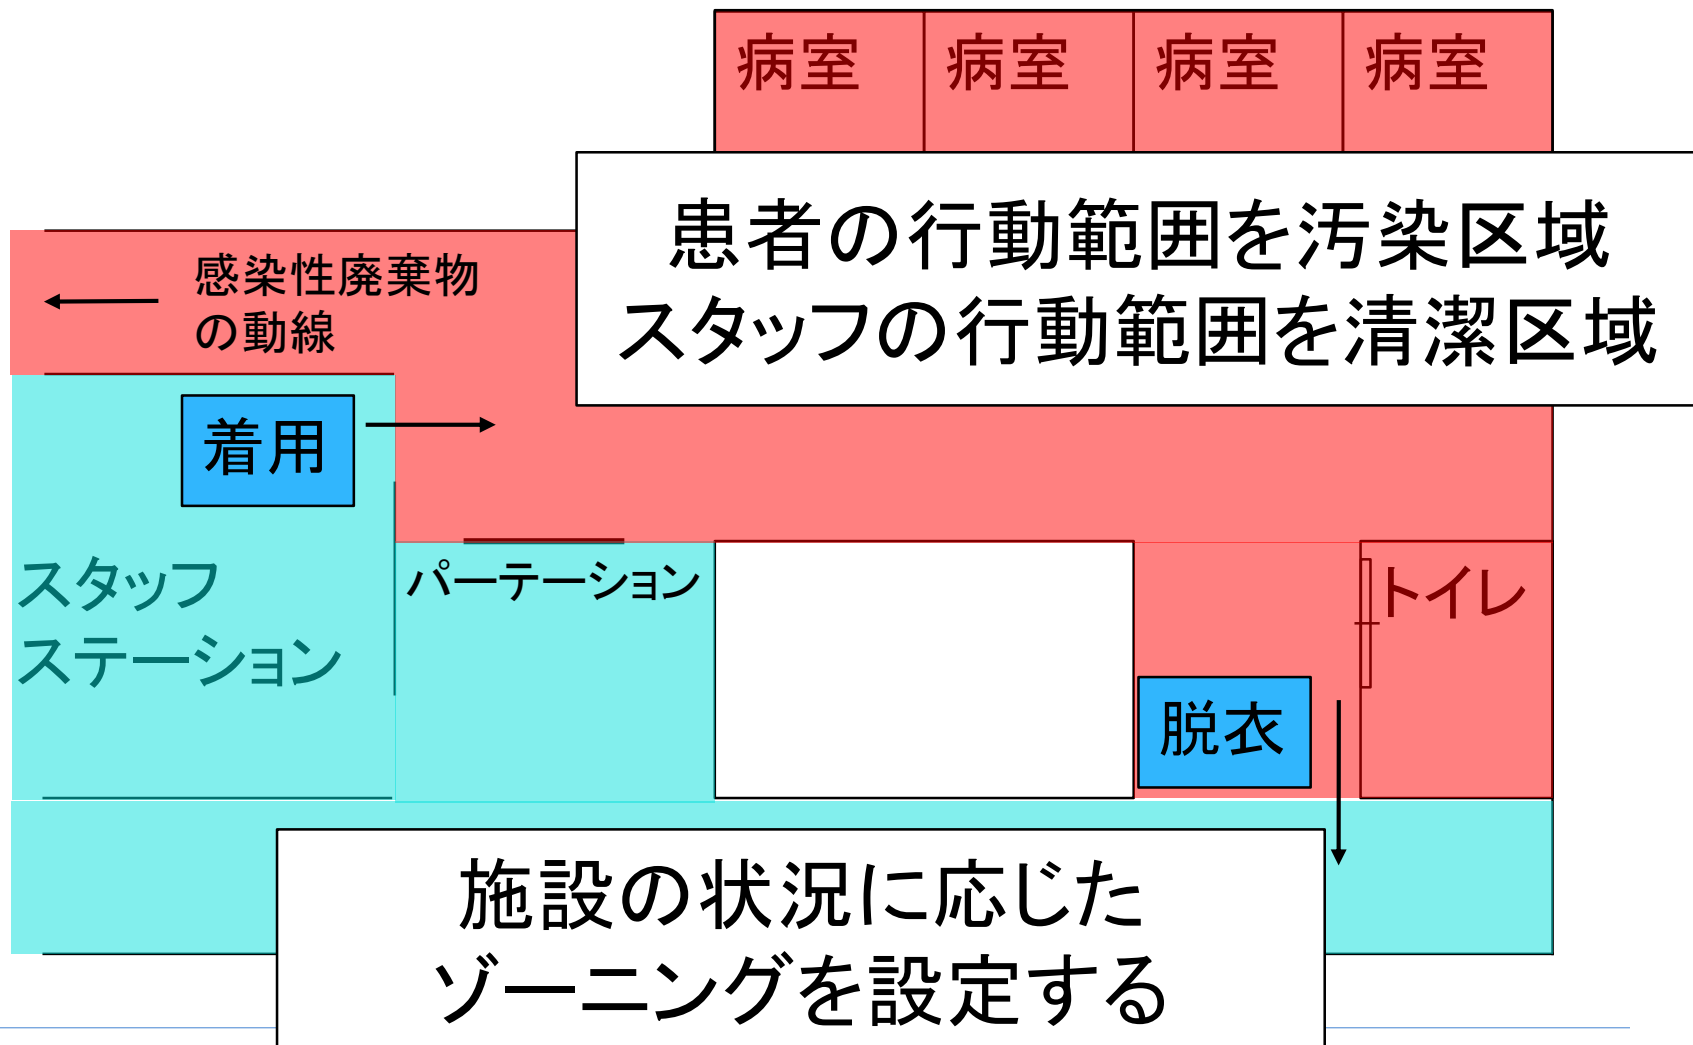 病室 病室 病室 病室
患者の行動範囲を汚染区域
スタッフの行動範囲を清潔区域
感染性廃棄物
の動線
着用
スタッフ
ステーション
パーテーション
トイレ
脱衣
施設の状況に応じた
ゾーニングを設定する